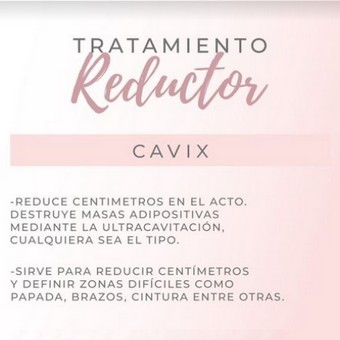 TRATAMIENTO
Reductor
CAVIX
-REDUCE CENTIMETROS EN EL ACTO.
DESTRUYE MASAS ADIPOSITIVAS
MEDIANTE LA ULTRACAVITACIÓN,
CUALQUIERA SEA EL TIPO.
-SIRVE PARA REDUCIR CENTÍMETROS
Y DEFINIR ZONAS DIFÍCILES COMO
PAPADA, BRAZOS, CINTURA ENTRE OTRAS.